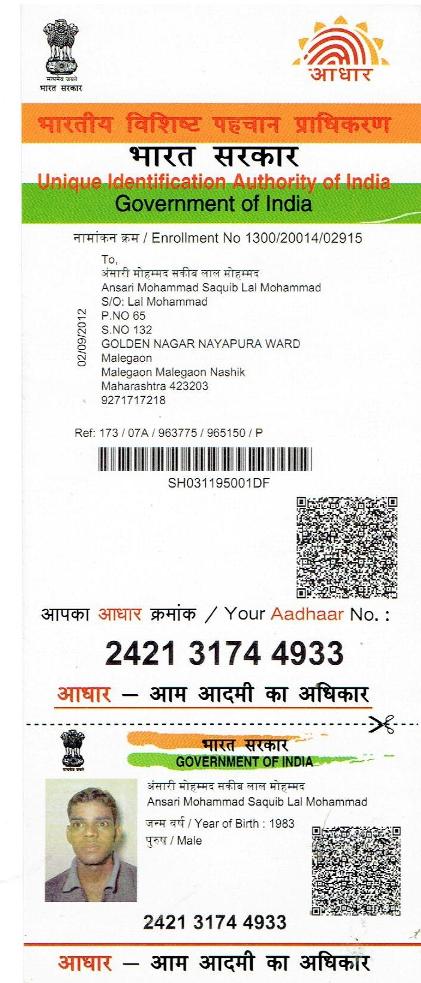 सत्यमेव जयते
भारत सरकार
आधार
भारतीय विशिष्ट पहचान प्राधिकरण
भारत सरकार
Unique Identification Authority of India
Government of India
नामांकन क्रम / Enrollment No 1300/20014/02915
To,
अंसारी मोहम्मद सकीब लाल मोहम्मद
Ansari Mohammad Saquib Lal Mohammad
S/O: Lal Mohammad
P.NO 65
S.NO 132
GOLDEN NAGAR NAYAPURA WARD
Malegaon
Malegaon Malegaon Nashik
Maharashtra 423203
9271717218
02/09/2012
Ref: 173 / 07A / 963775 / 965150 / P
SH031195001DF
आपका आधार क्रमांक / Your Aadhaar No. :
2421 3174 4933
आधार — आम आदमी का अधिकार
भारत सरकार
GOVERNMENT OF INDIA
अंसारी मोहम्मद सकीब लाल मोहम्मद
Ansari Mohammad Saquib Lal Mohammad
जन्म वर्ष / Year of Birth : 1983
पुरुष / Male
2421 3174 4933
आधार — आम आदमी का अधिकार